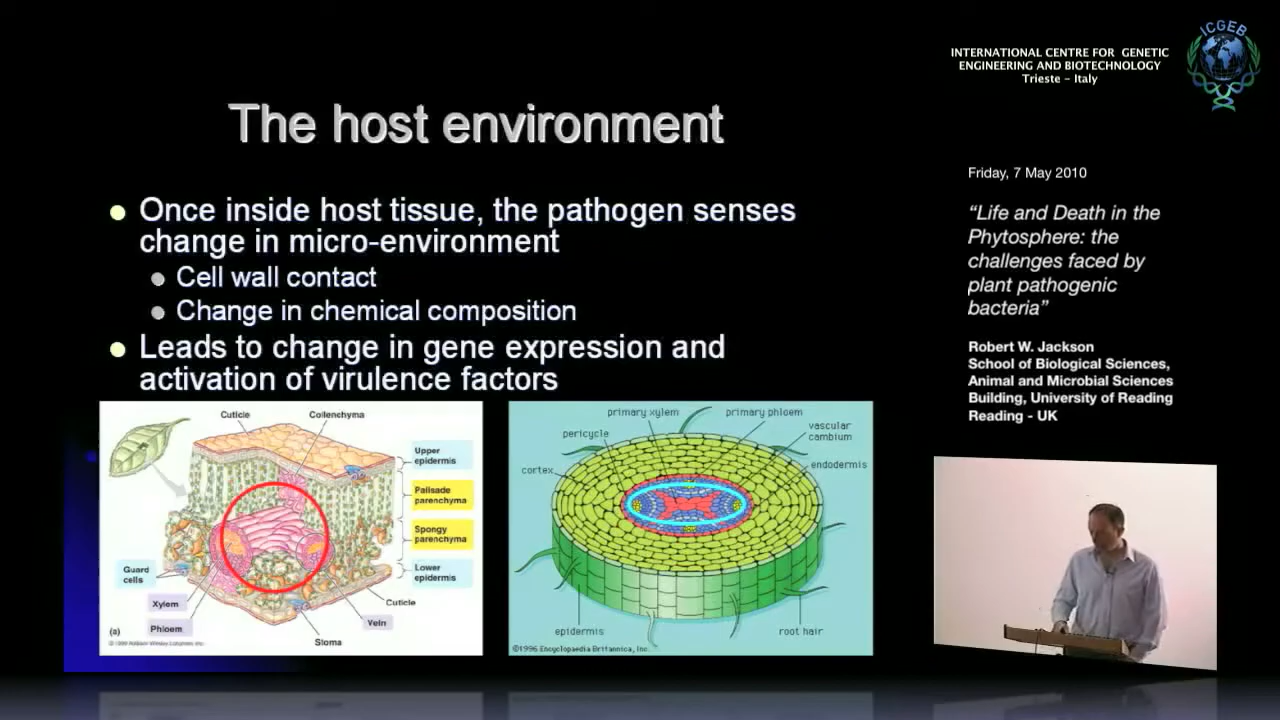 ICGEB
INTERNATIONAL CENTRE FOR GENETIC
ENGINEERING AND BIOTECHNOLOGY
Trieste – Italy
The host environment
Once inside host tissue, the pathogen senses
change in micro-environment
Cell wall contact
Change in chemical composition
Leads to change in gene expression and
activation of virulence factors
Cuticle
Collenchyma
Upper
epidermis
Palisade
parenchyma
Spongy
parenchyma
Lower
epidermis
Guard
cells
Xylem
Phloem
Cuticle
Vein
Stoma
(a)
primary xylem
primary phloem
pericycle
vascular
cambium
cortex
endodermis
epidermis
root hair
©1996 Encyclopaedia Britannica, Inc.
Friday, 7 May 2010
“Life and Death in the
Phytosphere: the
challenges faced by
plant pathogenic
bacteria”
Robert W. Jackson
School of Biological Sciences,
Animal and Microbial Sciences
Building, University of Reading
Reading - UK